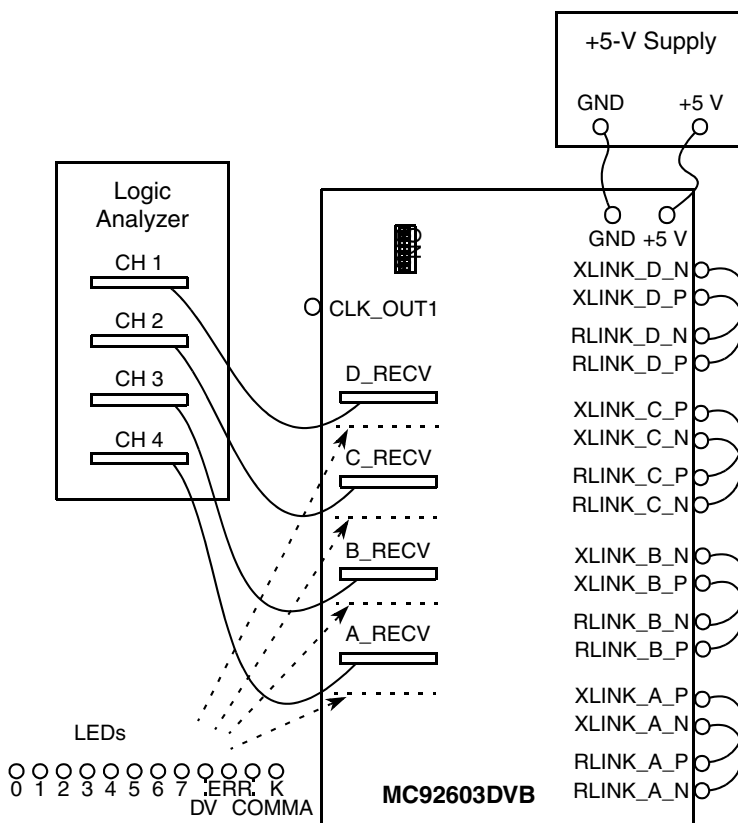 +5-V Supply
GND +5 V
Logic
Analyzer
CH 1
CH 2
CH 3
CH 4
GND +5 V
CLK_OUT1
D_RECV
C_RECV
B_RECV
A_RECV
XLINK_D_N
XLINK_D_P
RLINK_D_N
RLINK_D_P
XLINK_C_P
XLINK_C_N
RLINK_C_P
RLINK_C_N
XLINK_B_N
XLINK_B_P
RLINK_B_N
RLINK_B_P
XLINK_A_P
XLINK_A_N
RLINK_A_P
RLINK_A_N
LEDs
0 1 2 3 4 5 6 7 ERR K
DV COMMA
MC92603DVB